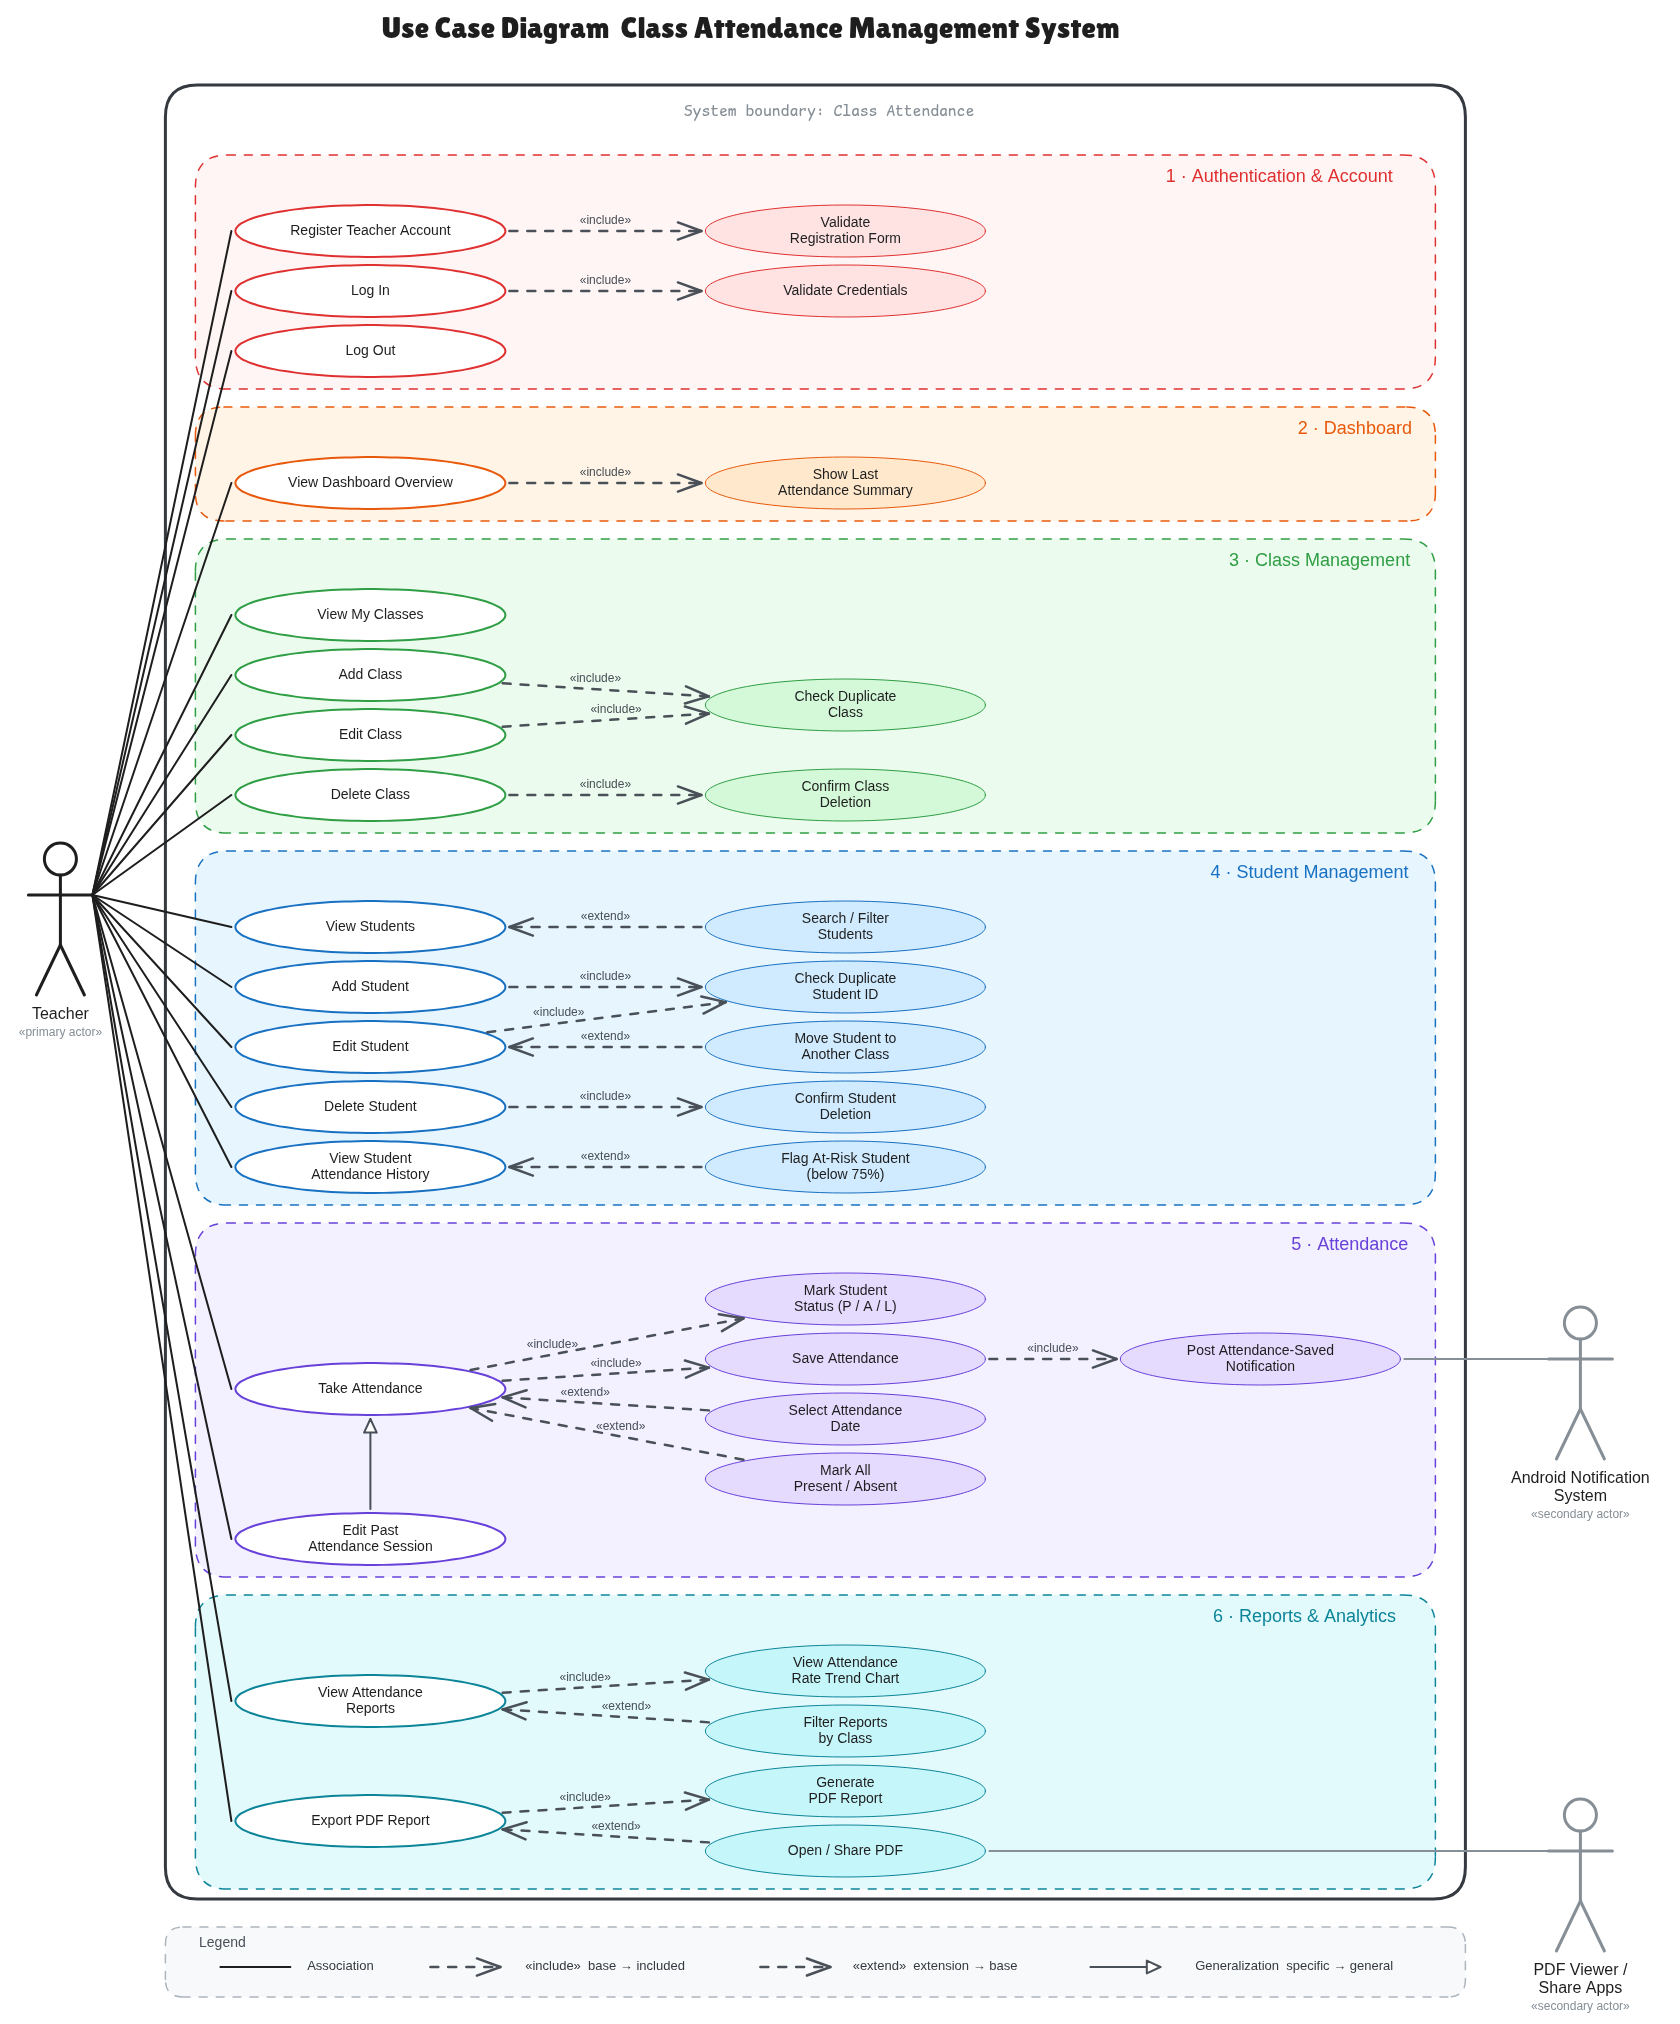 Use Case Diagram  Class Attendance Management System
System boundary: Class Attendance
1 · Authentication & Account
Register Teacher Account
«include»
Validate
Registration Form
Log In
«include»
Validate Credentials
Log Out
2 · Dashboard
View Dashboard Overview
«include»
Show Last
Attendance Summary
3 · Class Management
View My Classes
Add Class
«include»
Check Duplicate
Class
Edit Class
«include»
Delete Class
«include»
Confirm Class
Deletion
Teacher
«primary actor»
4 · Student Management
View Students
«extend»
Search / Filter
Students
Add Student
«include»
Check Duplicate
Student ID
«include»
Edit Student
«extend»
Move Student to
Another Class
Delete Student
«include»
Confirm Student
Deletion
View Student
Attendance History
«extend»
Flag At-Risk Student
(below 75%)
5 · Attendance
Mark Student
Status (P / A / L)
«include»
Save Attendance
«include»
Post Attendance-Saved
Notification
«include»
Take Attendance
«extend»
Select Attendance
Date
«extend»
Mark All
Present / Absent
Edit Past
Attendance Session
Android Notification
System
«secondary actor»
6 · Reports & Analytics
View Attendance
Reports
«include»
View Attendance
Rate Trend Chart
«extend»
Filter Reports
by Class
Export PDF Report
«include»
Generate
PDF Report
«extend»
Open / Share PDF
PDF Viewer /
Share Apps
«secondary actor»
Legend
Association
«include»  base → included
«extend»  extension → base
Generalization  specific → general